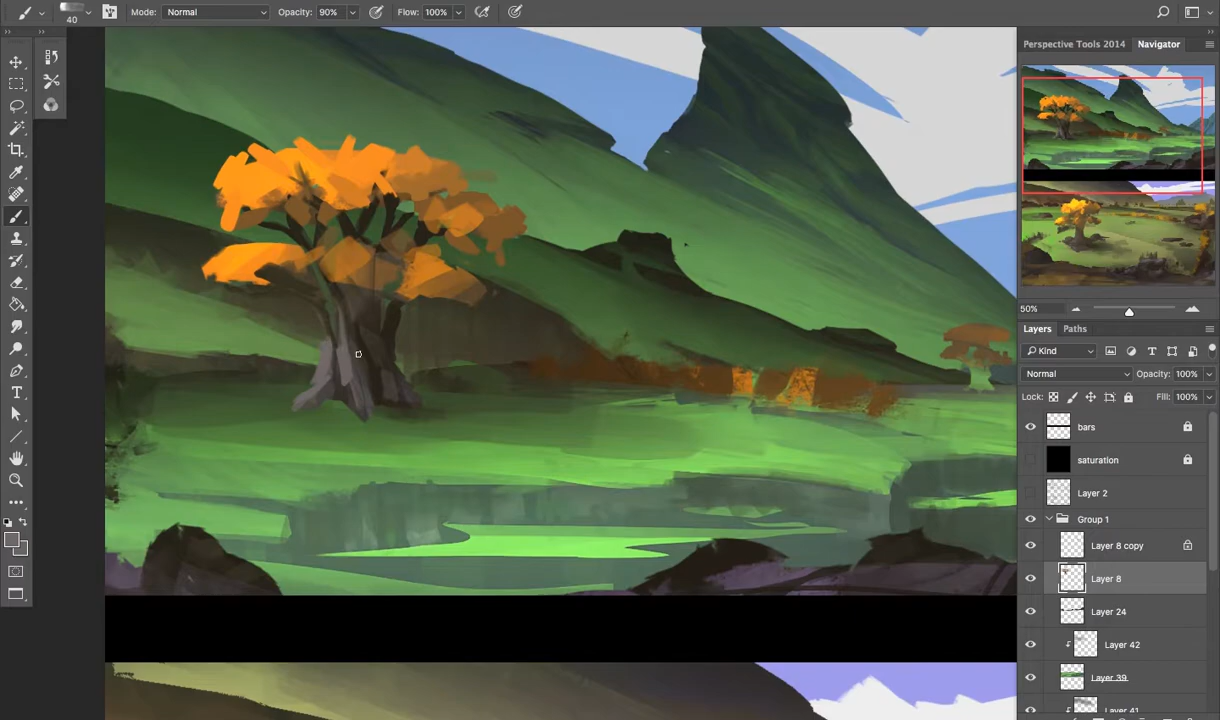 40
Mode: Normal
Opacity: 90%
Flow: 100%
Perspective Tools 2014
Navigator
50%
Layers
Paths
Kind
Normal
Opacity: 100%
Lock:
Fill: 100%
bars
saturation
Layer 2
Group 1
Layer 8 copy
Layer 8
Layer 24
Layer 42
Layer 39
Layer 41